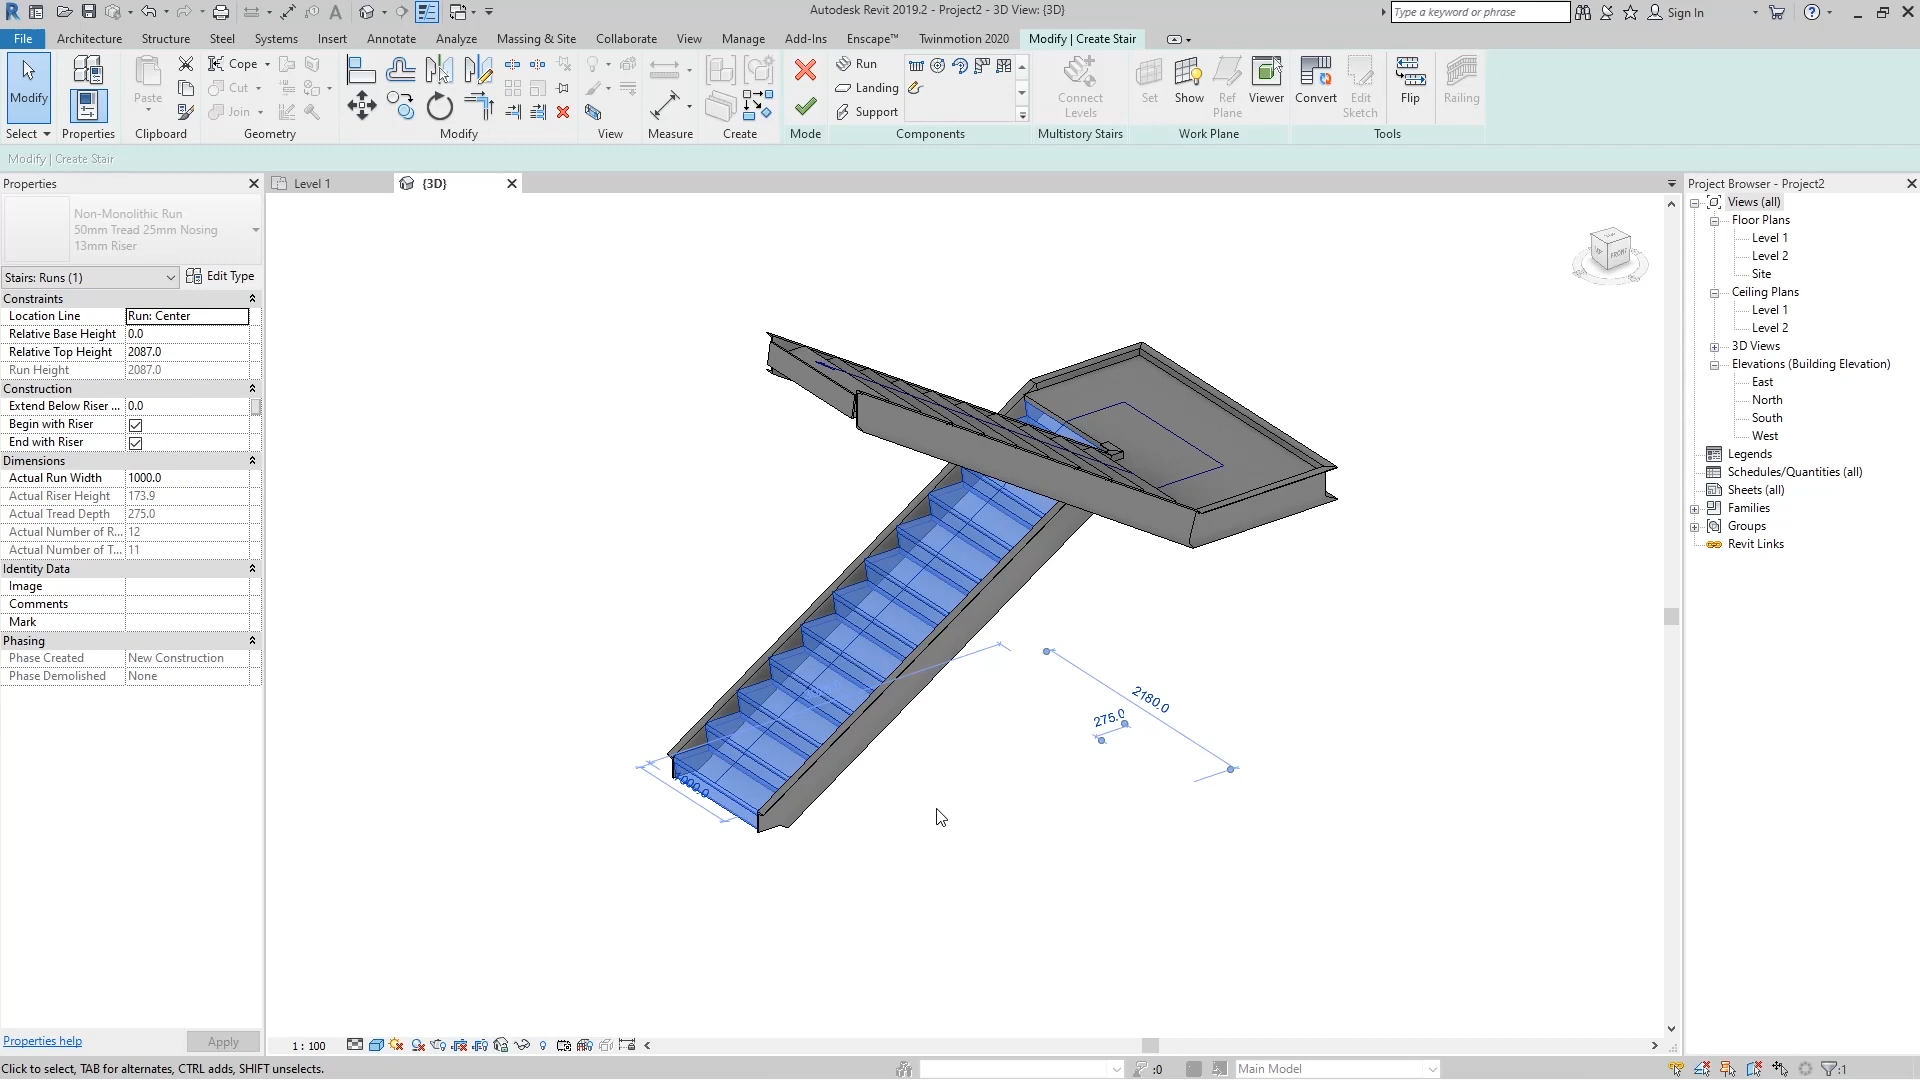 Autodesk Revit 2019.2 - Project2 - 3D View: {3D}
Type a keyword or phrase
Sign In
File
Architecture
Structure
Steel
Systems
Insert
Annotate
Analyze
Massing & Site
Collaborate
View
Manage
Add-Ins
Enscape™
Twinmotion 2020
Modify | Create Stair
Modify
Select
Properties
Paste
Clipboard
Cope
Cut
Join
Geometry
Modify
View
Measure
Create
Mode
Run
Landing
Support
Components
Connect
Levels
Multistory Stairs
Set
Show
Ref
Plane
Viewer
Work Plane
Convert
Edit
Sketch
Flip
Tools
Railing
Modify | Create Stair
Properties
Non-Monolithic Run
50mm Tread 25mm Nosing
13mm Riser
Stairs: Runs (1)
Edit Type
Constraints
Location Line Run: Center
Relative Base Height 0.0
Relative Top Height 2087.0
Run Height 2087.0
Construction
Extend Below Riser ... 0.0
Begin with Riser
End with Riser
Dimensions
Actual Run Width 1000.0
Actual Riser Height 173.9
Actual Tread Depth 275.0
Actual Number of R... 12
Actual Number of T... 11
Identity Data
Image
Comments
Mark
Phasing
Phase Created New Construction
Phase Demolished None
Properties help
Apply
Level 1
{3D}
FRONT
2180.0
275.0
1000.0
1 : 100
Project Browser - Project2
Views (all)
Floor Plans
Level 1
Level 2
Site
Ceiling Plans
Level 1
Level 2
3D Views
Elevations (Building Elevation)
East
North
South
West
Legends
Schedules/Quantities (all)
Sheets (all)
Families
Groups
Revit Links
Click to select, TAB for alternates, CTRL adds, SHIFT unselects.
:0
Main Model
:1